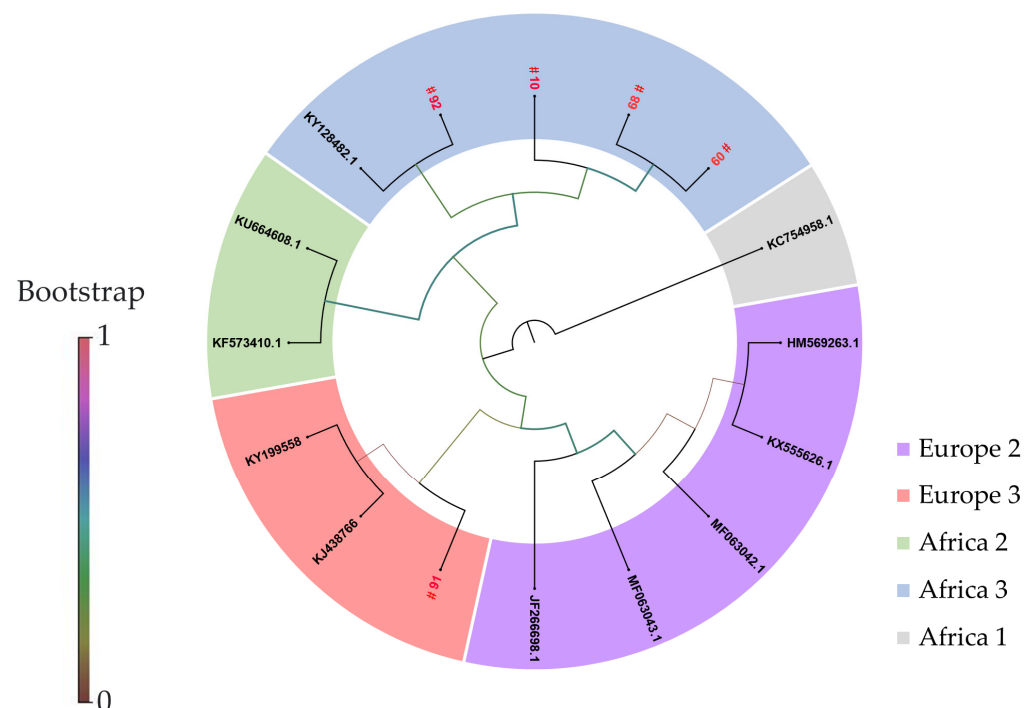 Bootstrap
1
0
KY128482.1
# 92
# 10
68 #
60 #
KC754958.1
KU664608.1
KF573410.1
HM569263.1
KX555626.1
MF063042.1
MF063043.1
JF266698.1
# 91
KJ438766
KY199558
Europe 2
Europe 3
Africa 2
Africa 3
Africa 1